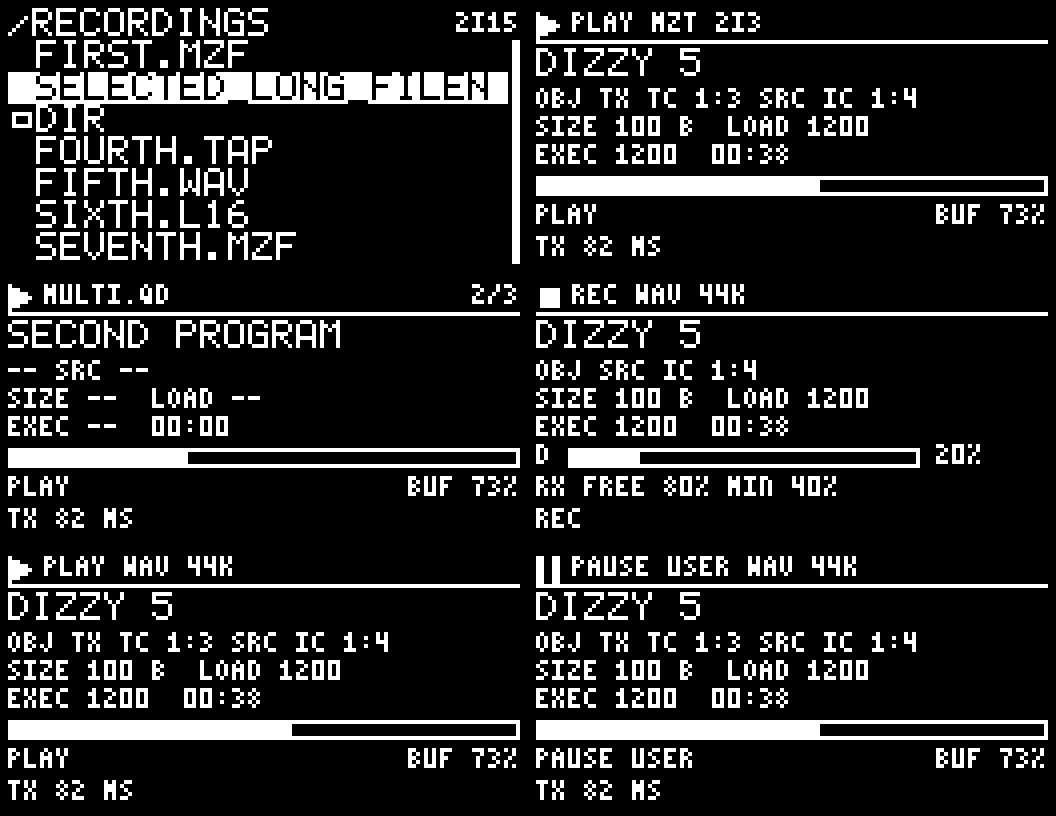 /RECORDINGS 2I15
FIRST.MZF
SELECTED LONG FILEN
DIR
FOURTH.TAP
FIFTH.WAV
SIXTH.L16
SEVENTH.MZF
PLAY MZT 2I3
DIZZY 5
OBJ TX TC 1:3 SRC IC 1:4
SIZE 100 B LOAD 1200
EXEC 1200 00:38
PLAY BUF 73%
TX 82 MS
MULTI.QD 2/3
SECOND PROGRAM
-- SRC --
SIZE -- LOAD --
EXEC -- 00:00
PLAY BUF 73%
TX 82 MS
REC WAV 44K
DIZZY 5
OBJ SRC IC 1:4
SIZE 100 B LOAD 1200
EXEC 1200 00:38
D 20%
RX FREE 80% MIN 40%
REC
PLAY WAV 44K
DIZZY 5
OBJ TX TC 1:3 SRC IC 1:4
SIZE 100 B LOAD 1200
EXEC 1200 00:38
PLAY BUF 73%
TX 82 MS
PAUSE USER WAV 44K
DIZZY 5
OBJ TX TC 1:3 SRC IC 1:4
SIZE 100 B LOAD 1200
EXEC 1200 00:38
PAUSE USER BUF 73%
TX 82 MS